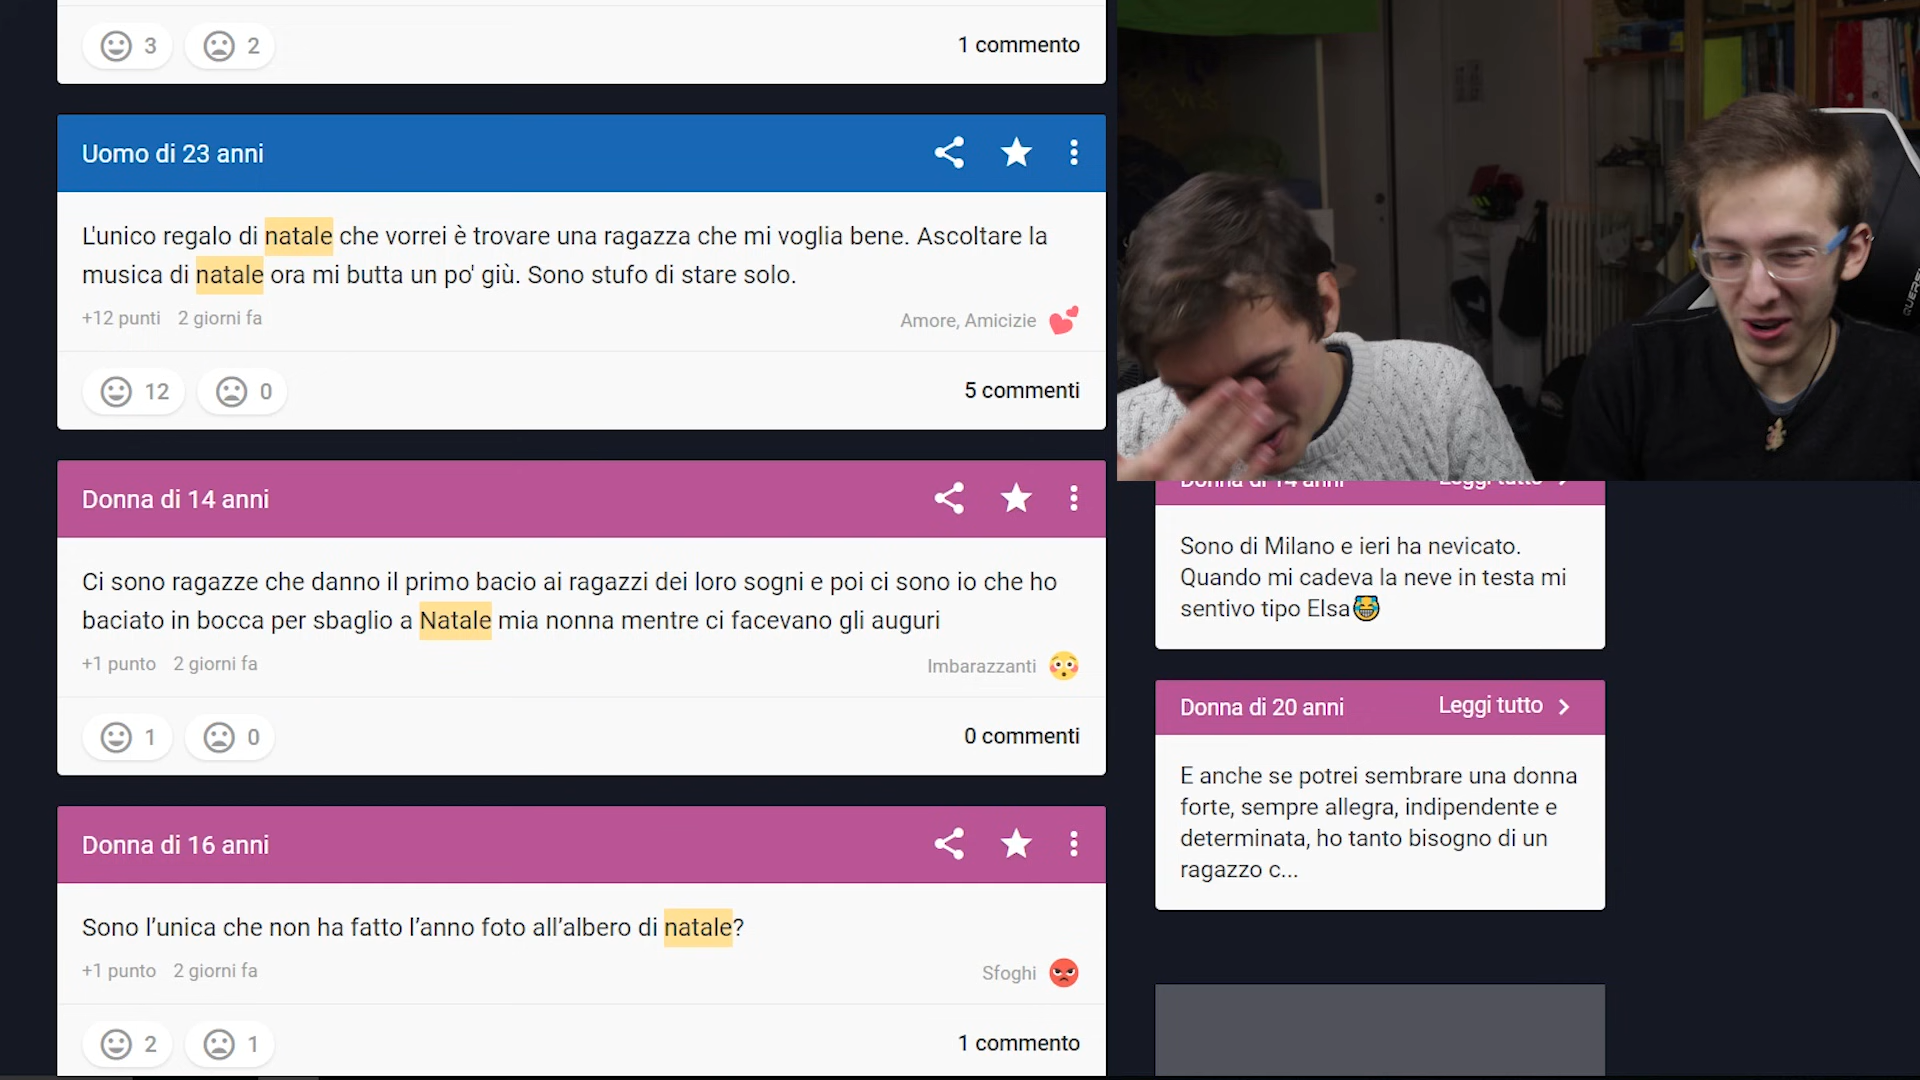 3 2 1 commento
Uomo di 23 anni
L'unico regalo di natale che vorrei è trovare una ragazza che mi voglia bene. Ascoltare la
musica di natale ora mi butta un po' giù. Sono stufo di stare solo.
+12 punti 2 giorni fa Amore, Amicizie
12 0 5 commenti
Donna di 14 anni
Ci sono ragazze che danno il primo bacio ai ragazzi dei loro sogni e poi ci sono io che ho
baciato in bocca per sbaglio a Natale mia nonna mentre ci facevano gli auguri
+1 punto 2 giorni fa Imbarazzanti
1 0 0 commenti
Donna di 16 anni
Sono l’unica che non ha fatto l’anno foto all’albero di natale?
+1 punto 2 giorni fa Sfoghi
2 1 1 commento
Donna di 14 anni Leggi tutto
Sono di Milano e ieri ha nevicato.
Quando mi cadeva la neve in testa mi
sentivo tipo Elsa😂
Donna di 20 anni Leggi tutto
E anche se potrei sembrare una donna
forte, sempre allegra, indipendente e
determinata, ho tanto bisogno di un
ragazzo c...